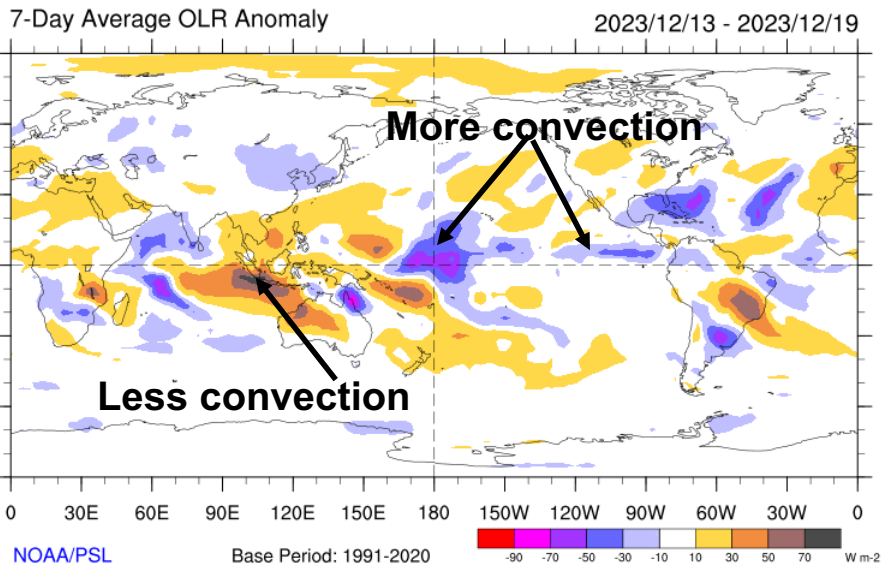 7-Day Average OLR Anomaly 2023/12/13 - 2023/12/19
More convection
Less convection
0 30E 60E 90E 120E 150E 180 150W 120W 90W 60W 30W 0
NOAA/PSL Base Period: 1991-2020
-90 -70 -50 -30 -10 10 30 50 70 W m-2